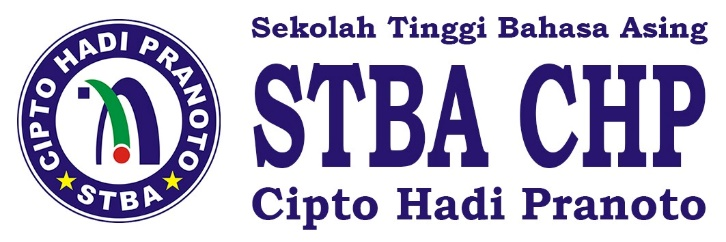 CIPTO HADI PRANOTO
STBA
Sekolah Tinggi Bahasa Asing
STBA CHP
Cipto Hadi Pranoto